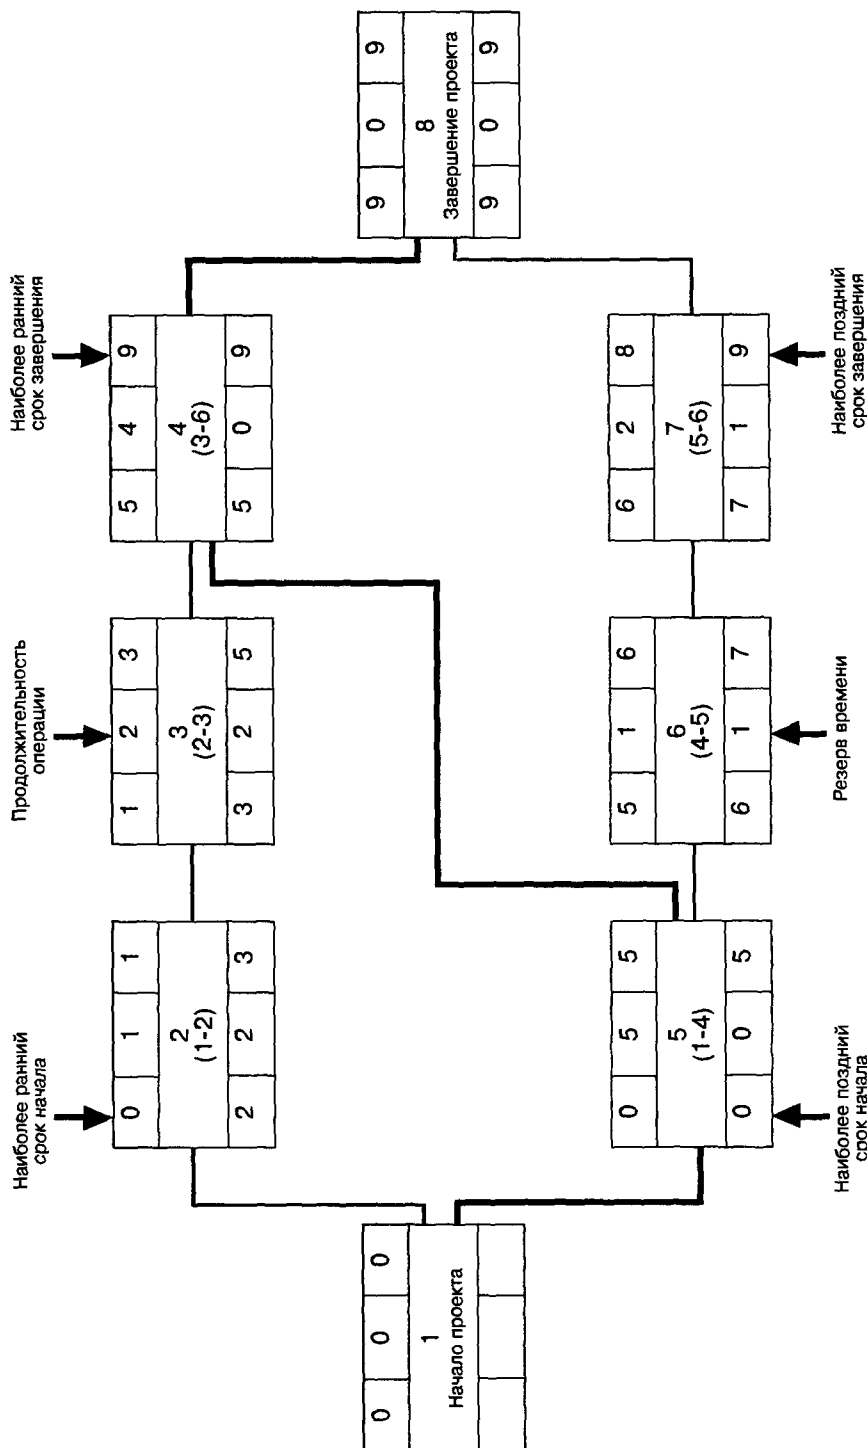 Наиболее ранний
срок начала
Продолжительность
операции
Наиболее ранний
срок завершения
0 1 1
2
(1-2)
2 2 3
1 2 3
3
(2-3)
3 2 5
5 4 9
4
(3-6)
5 0 9
0 0 0
1
Начало проекта
9 0 9
8
Завершение проекта
9 0 9
0 5 5
5
(1-4)
0 0 5
5 1 6
6
(4-5)
6 1 7
6 2 8
7
(5-6)
7 1 9
Наиболее поздний
срок начала
Резерв времени
Наиболее поздний
срок завершения